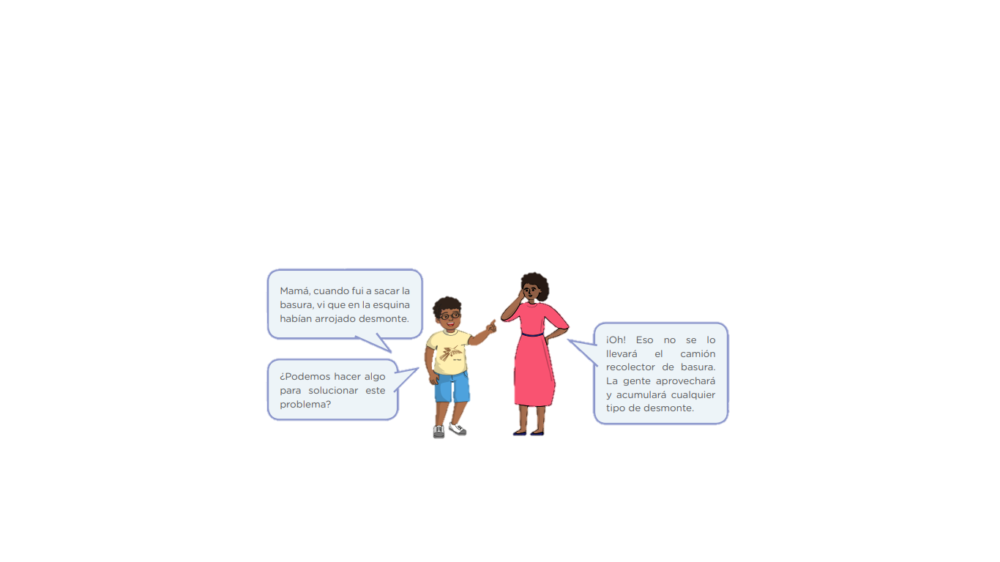 Mamá, cuando fui a sacar la
basura, vi que en la esquina
habían arrojado desmonte.
¿Podemos hacer algo
para solucionar este
problema?
¡Oh! Eso no se lo
llevará el camión
recolector de basura.
La gente aprovechará
y acumulará cualquier
tipo de desmonte.